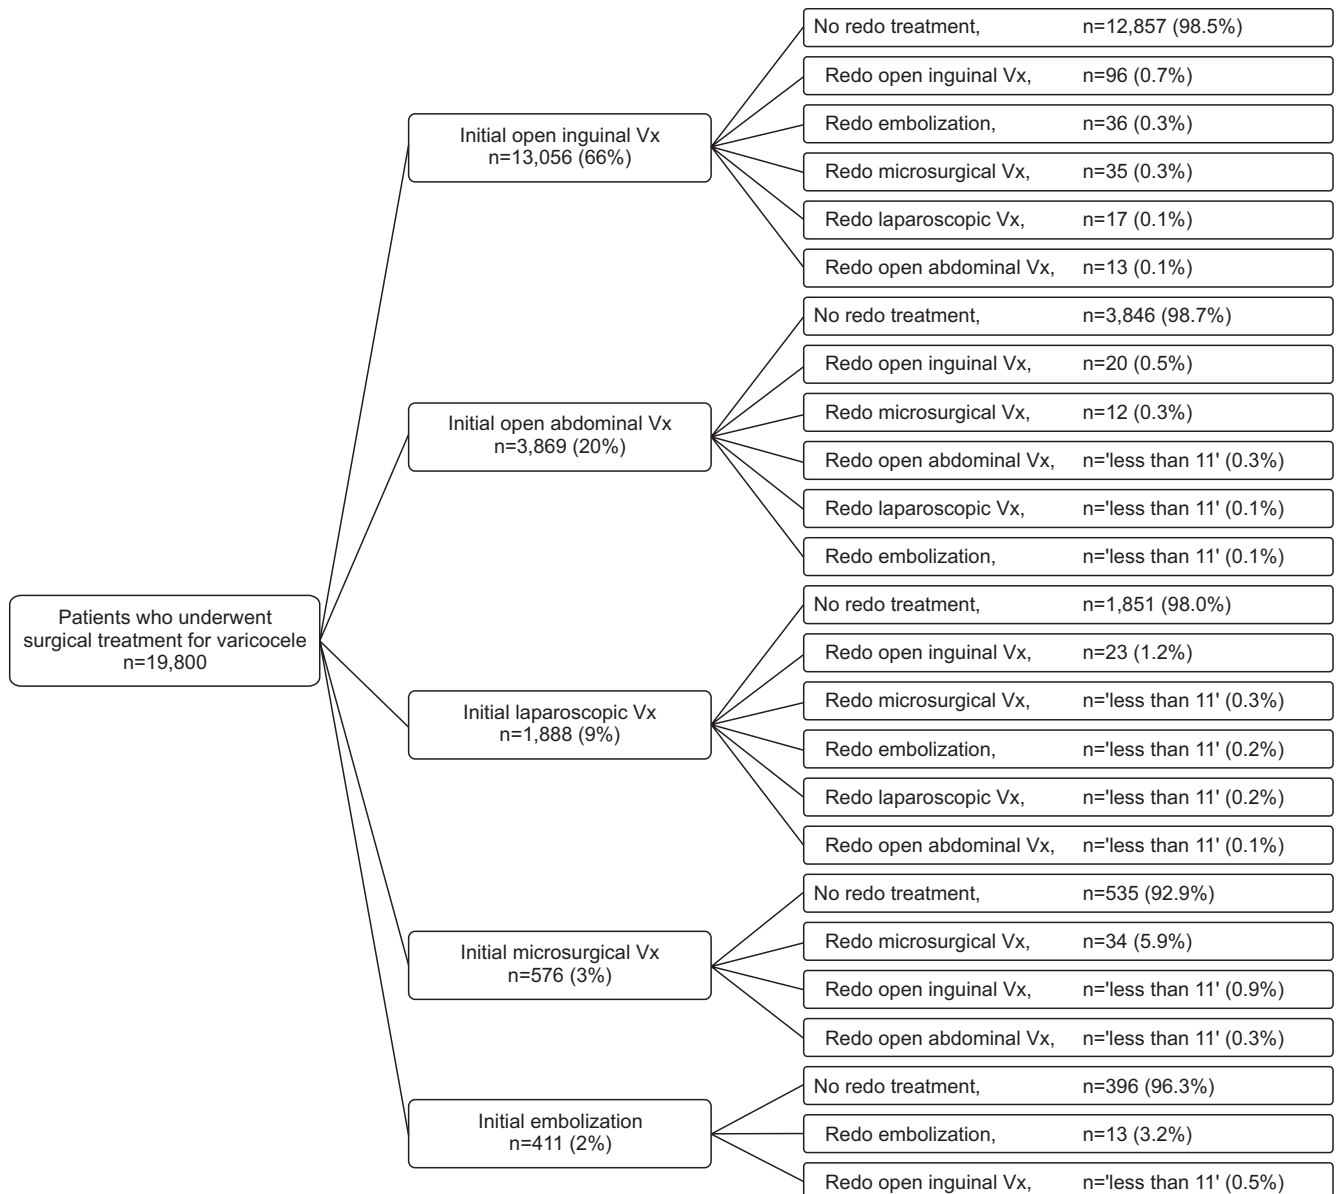 Patients who underwent
surgical treatment for varicocele
n=19,800
Initial open inguinal Vx
n=13,056 (66%)
No redo treatment, n=12,857 (98.5%)
Redo open inguinal Vx, n=96 (0.7%)
Redo embolization, n=36 (0.3%)
Redo microsurgical Vx, n=35 (0.3%)
Redo laparoscopic Vx, n=17 (0.1%)
Redo open abdominal Vx, n=13 (0.1%)
Initial open abdominal Vx
n=3,869 (20%)
No redo treatment, n=3,846 (98.7%)
Redo open inguinal Vx, n=20 (0.5%)
Redo microsurgical Vx, n=12 (0.3%)
Redo open abdominal Vx, n='less than 11' (0.3%)
Redo laparoscopic Vx, n='less than 11' (0.1%)
Redo embolization, n='less than 11' (0.1%)
Initial laparoscopic Vx
n=1,888 (9%)
No redo treatment, n=1,851 (98.0%)
Redo open inguinal Vx, n=23 (1.2%)
Redo microsurgical Vx, n='less than 11' (0.3%)
Redo embolization, n='less than 11' (0.2%)
Redo laparoscopic Vx, n='less than 11' (0.2%)
Redo open abdominal Vx, n='less than 11' (0.1%)
Initial microsurgical Vx
n=576 (3%)
No redo treatment, n=535 (92.9%)
Redo microsurgical Vx, n=34 (5.9%)
Redo open inguinal Vx, n='less than 11' (0.9%)
Redo open abdominal Vx, n='less than 11' (0.3%)
Initial embolization
n=411 (2%)
No redo treatment, n=396 (96.3%)
Redo embolization, n=13 (3.2%)
Redo open inguinal Vx, n='less than 11' (0.5%)